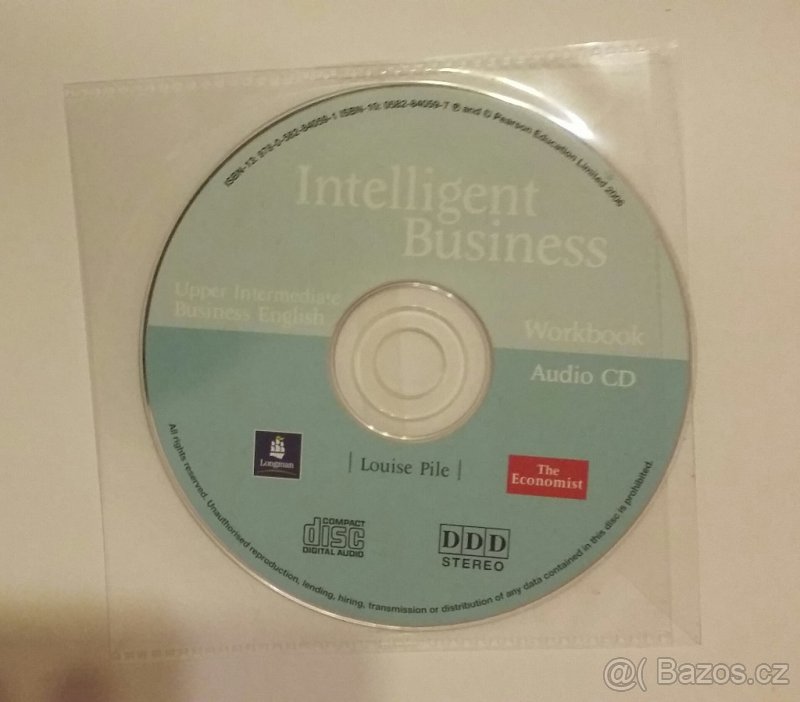 ISBN-13: 978-0-582-84059-1 ISBN-10: 0582-84059-7 ℗ and © Pearson Education Limited 2006
Intelligent
Business
Upper Intermediate
Business English
Workbook
Audio CD
Longman
| Louise Pile |
The
Economist
COMPACT
disc
DIGITAL AUDIO
DDD
STEREO
All rights reserved. Unauthorised reproduction, lending, hiring, transmission or distribution of any data contained in this disc is prohibited.
@( Bazos.cz